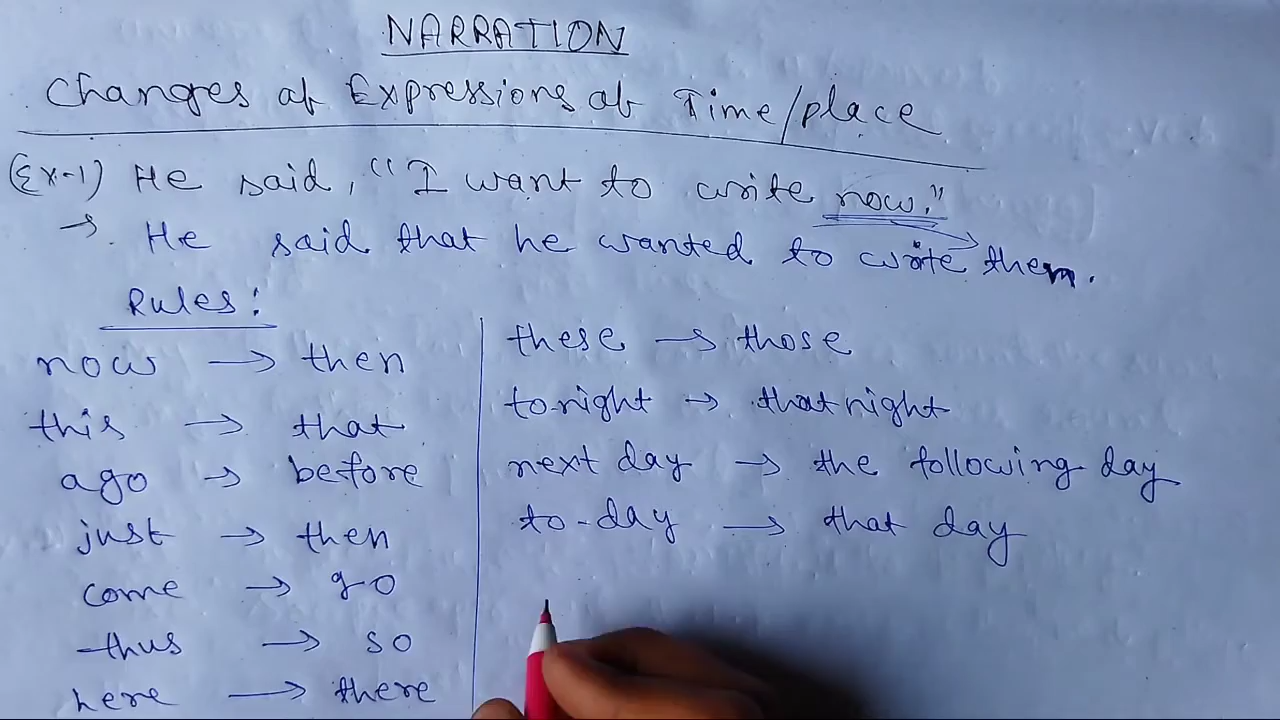 NARRATION
Changes of Expressions of Time/place
(Ex-1) He said, "I want to write now."
→ He said that he wanted to write then.
Rules:
now → then
this → that
ago → before
just → then
come → go
thus → so
here → there
these → those
to-night → that night
next day → the following day
to-day → that day